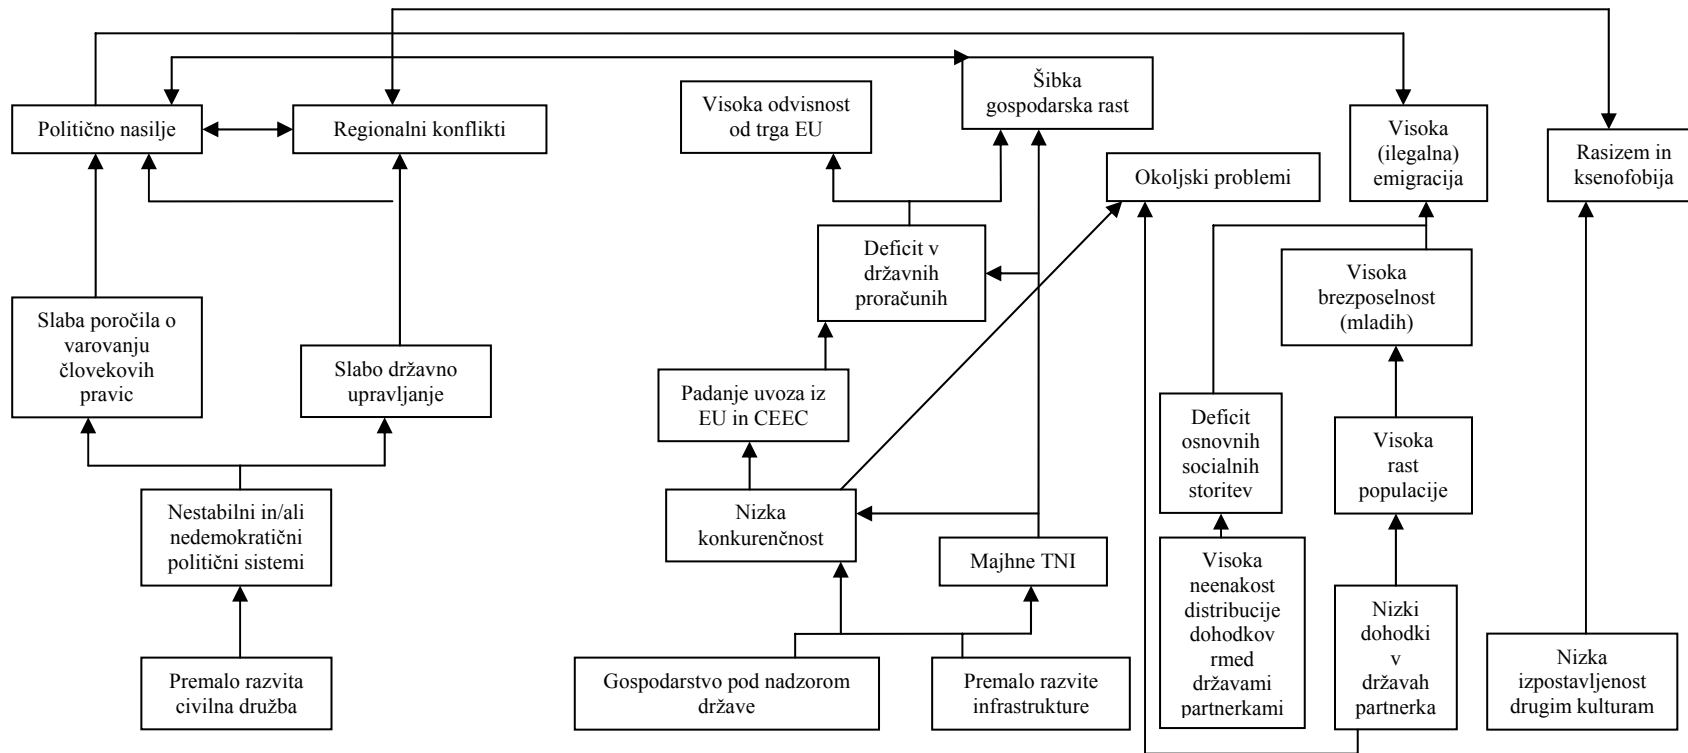 Šibka
gospodarska rast
Visoka odvisnost
od trga EU
Politično nasilje
Regionalni konflikti
Visoka
(ilegalna)
emigracija
Rasizem in
ksenofobija
Okoljski problemi
Deficit v
državnih
proračunih
Visoka
brezposelnost
(mladih)
Slaba poročila o
varovanju
človekovih
pravic
Slabo državno
upravljanje
Padanje uvoza iz
EU in CEEC
Deficit
osnovnih
socialnih
storitev
Visoka
rast
populacije
Nestabilni in/ali
nedemokratični
politični sistemi
Nizka
konkurenčnost
Majhne TNI
Visoka
neenakost
distribucije
dohodkov
rmed
državami
partnerkami
Nizki
dohodki
v
državah
partnerka
Premalo razvita
civilna družba
Gospodarstvo pod nadzorom
države
Premalo razvite
infrastrukture
Nizka
izpostavljenost
drugim kulturam